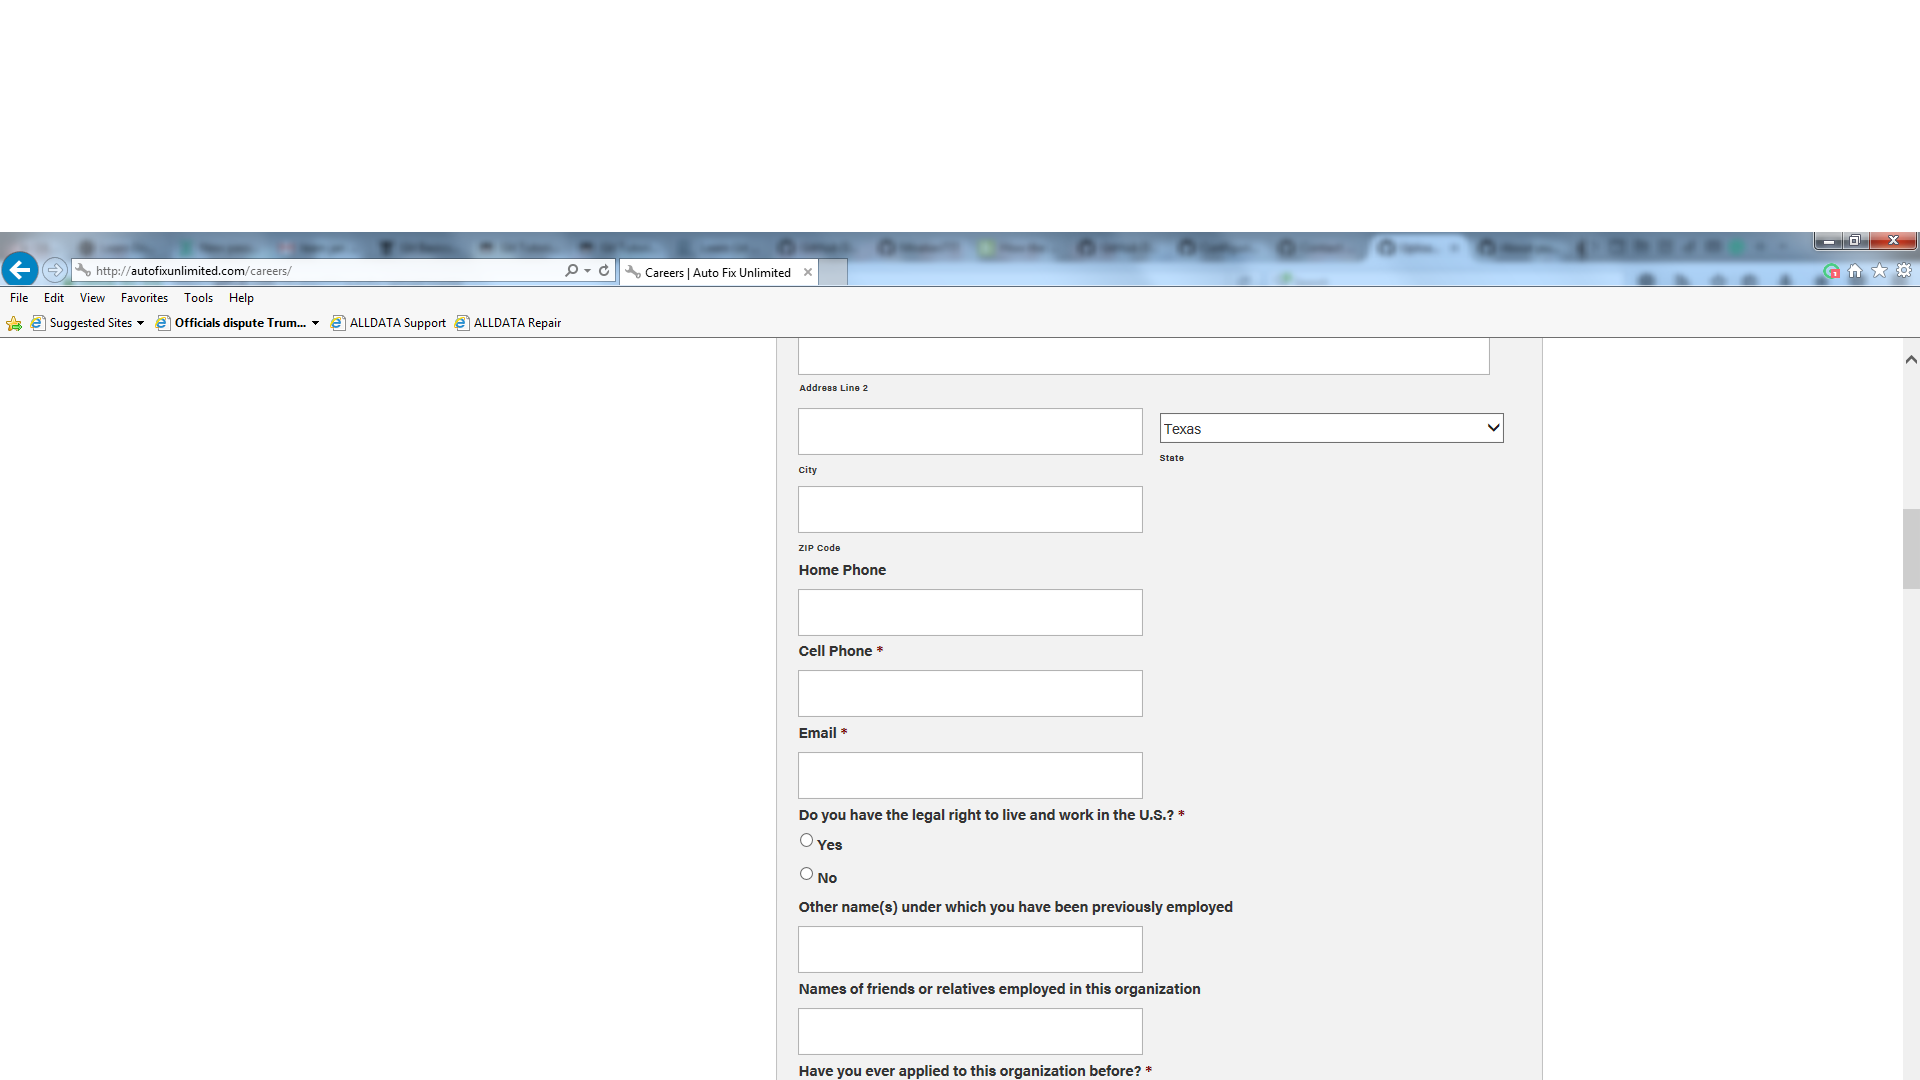 http://autofixunlimited.com/careers/
Careers | Auto Fix Unlimited
File Edit View Favorites Tools Help
Suggested Sites Officials dispute Trum... ALLDATA Support ALLDATA Repair
Address Line 2
Texas
City
State
ZIP Code
Home Phone
Cell Phone *
Email *
Do you have the legal right to live and work in the U.S.? *
Yes
No
Other name(s) under which you have been previously employed
Names of friends or relatives employed in this organization
Have you ever applied to this organization before? *